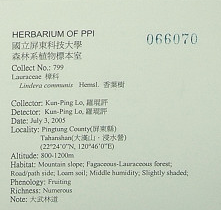 HERBARIUM OF PPI
066070
國立屏東科技大學
森林系植物標本室
Collect No.: 799
Lauraceae 樟科
Lindera communis Hemsl. 香葉樹
Collector: Kun-Ping Lo, 羅琨評
Detector: Kun-Ping Lo, 羅琨評
Date: July 3, 2005
Locality: Pingtung County(屏東縣)
Tahanshan(大漢山，浸水營)
(22°24'0"N, 120°46'0"E)
Altitude: 800-1200m
Habitat: Mountain slope; Fagaceous-Lauraceous forest;
Road/path side; Loam soil; Middle humidity; Slightly shaded;
Phenology: Fruiting
Richness: Numerous
Note: 大武林道